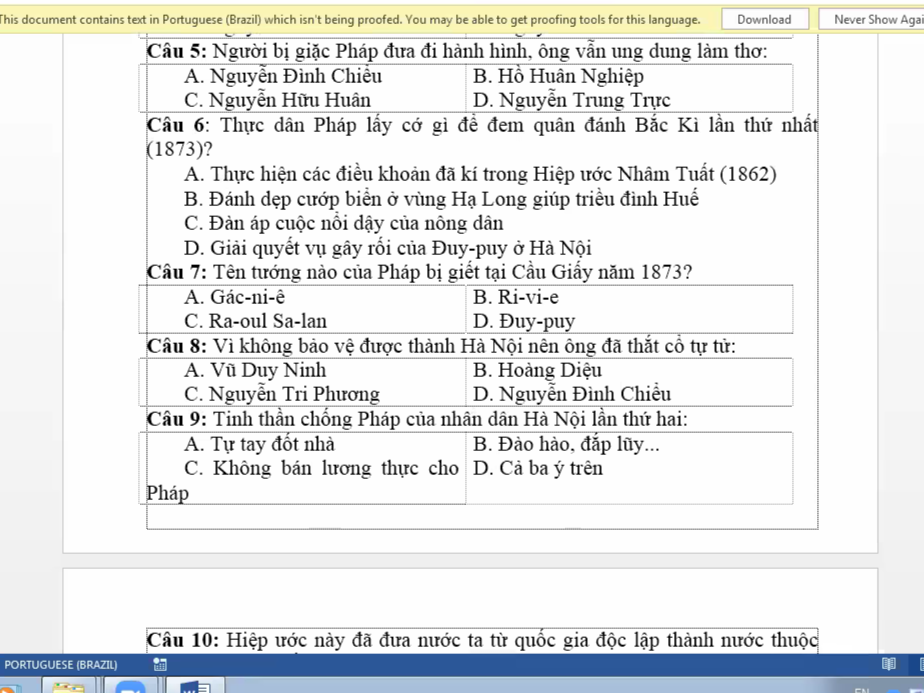 This document contains text in Portuguese (Brazil) which isn't being proofed. You may be able to get proofing tools for this language. Download Never Show Agai
Câu 5: Người bị giặc Pháp đưa đi hành hình, ông vẫn ung dung làm thơ:
A. Nguyễn Đình Chiểu B. Hồ Huân Nghiệp
C. Nguyễn Hữu Huân D. Nguyễn Trung Trực
Câu 6: Thực dân Pháp lấy cớ gì để đem quân đánh Bắc Kì lần thứ nhất
(1873)?
A. Thực hiện các điều khoản đã kí trong Hiệp ước Nhâm Tuất (1862)
B. Đánh dẹp cướp biển ở vùng Hạ Long giúp triều đình Huế
C. Đàn áp cuộc nổi dậy của nông dân
D. Giải quyết vụ gây rối của Đuy-puy ở Hà Nội
Câu 7: Tên tướng nào của Pháp bị giết tại Cầu Giấy năm 1873?
A. Gác-ni-ê B. Ri-vi-e
C. Ra-oul Sa-lan D. Đuy-puy
Câu 8: Vì không bảo vệ được thành Hà Nội nên ông đã thắt cổ tự tử:
A. Vũ Duy Ninh B. Hoàng Diệu
C. Nguyễn Tri Phương D. Nguyễn Đình Chiểu
Câu 9: Tinh thần chống Pháp của nhân dân Hà Nội lần thứ hai:
A. Tự tay đốt nhà B. Đào hào, đắp lũy...
C. Không bán lương thực cho D. Cả ba ý trên
Pháp
Câu 10: Hiệp ước này đã đưa nước ta từ quốc gia độc lập thành nước thuộc
PORTUGUESE (BRAZIL)
EN